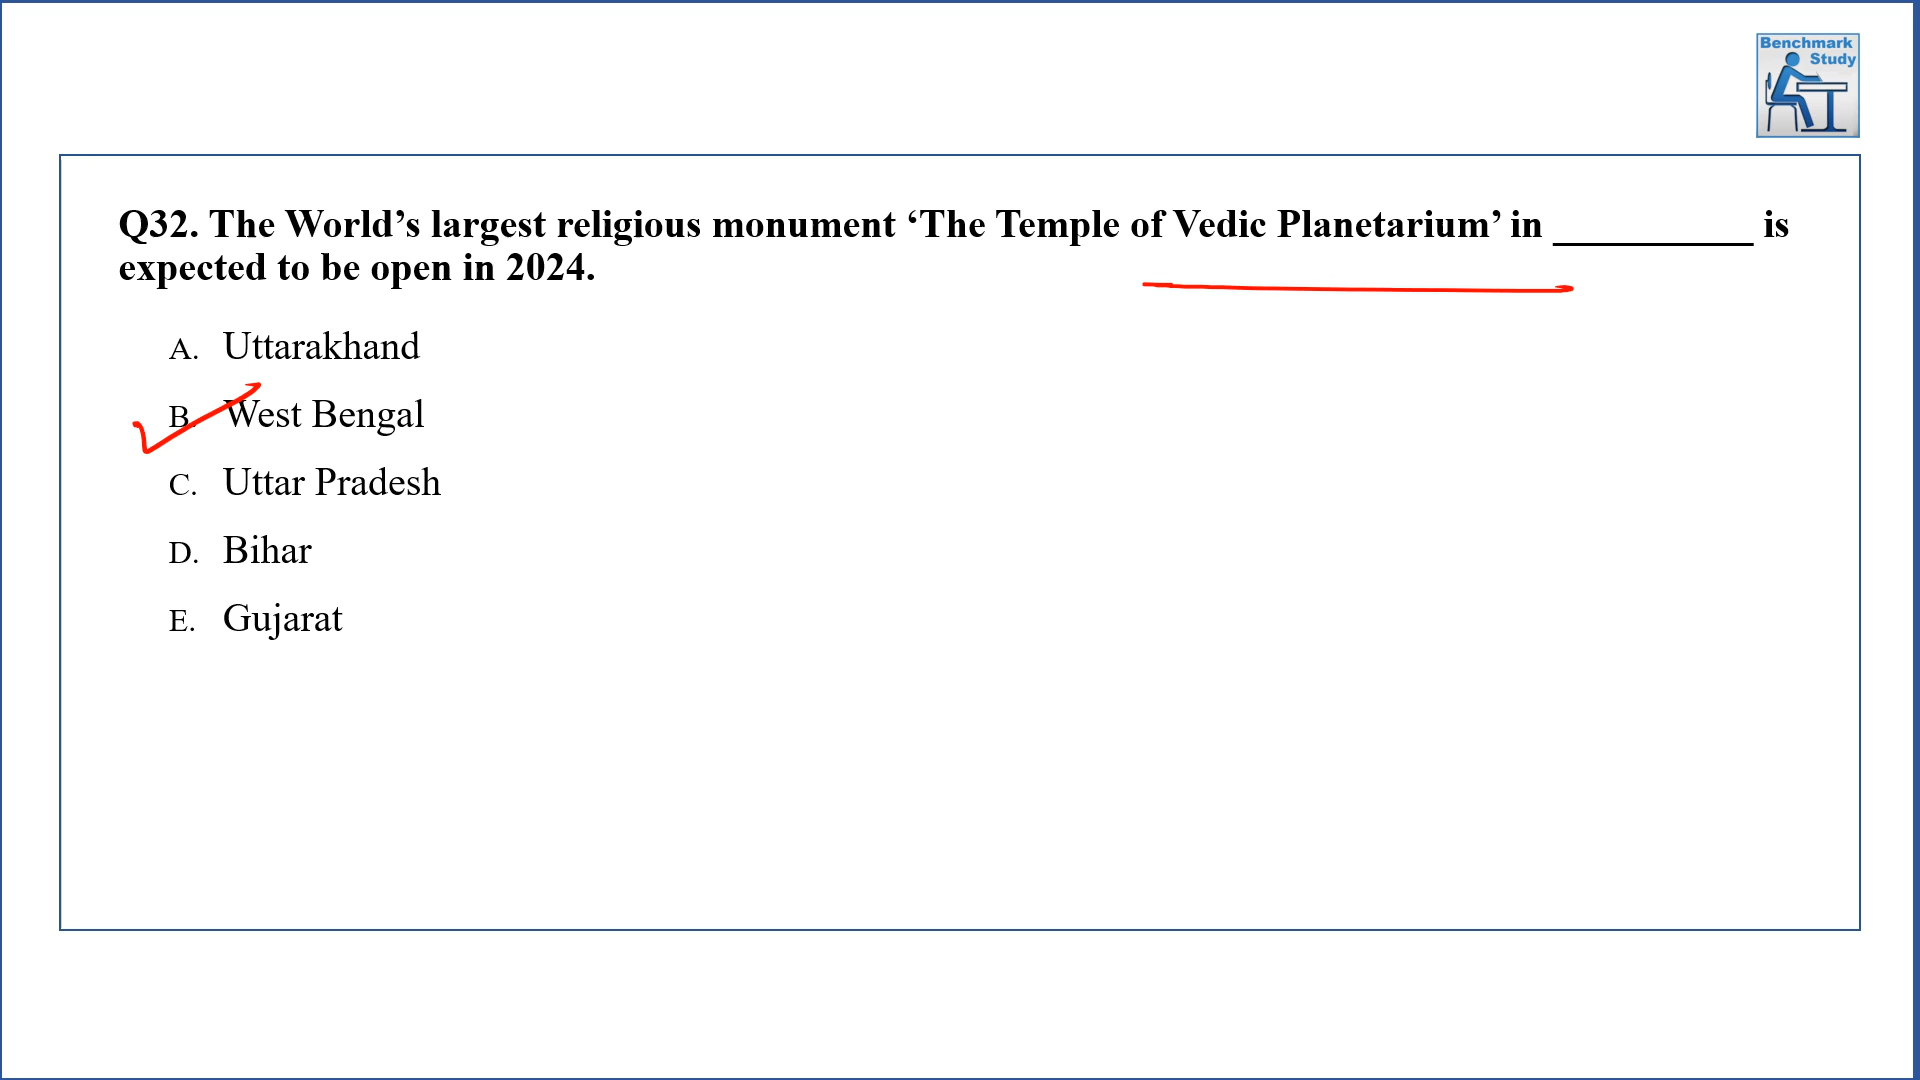 Benchmark
Study
Q32. The World’s largest religious monument ‘The Temple of Vedic Planetarium’ in __________ is
expected to be open in 2024.
A. Uttarakhand
B. West Bengal
C. Uttar Pradesh
D. Bihar
E. Gujarat